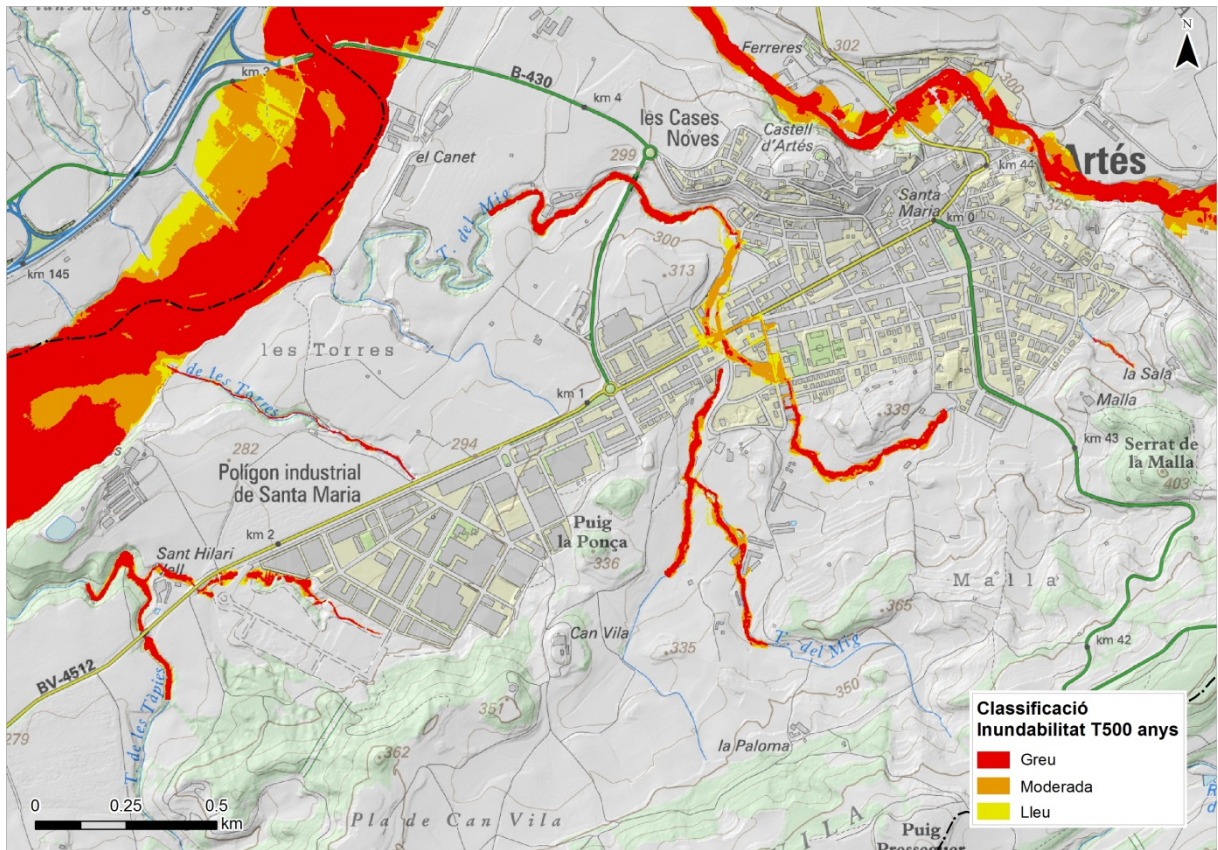 N
Ferreres
302
300
km 3
B-430
km 4
les Cases
Noves
Castell
d'Artés
299
el Canet
km 44
Artés
Santa
Maria
km 0
329
T. del Mig
300
313
km 145
les Torres
de les Torres
km 1
la Sala
Malla
339
282
294
km 43
Serrat de
la Malla
403
Polígon industrial
de Santa Maria
Puig
la Ponça
336
km 2
Sant Hilari
Vell
Malla
365
Can Vila
335
T. del Mig
km 42
BV-4512
350
351
279
T. de les Tàpies
362
la Paloma
Pla de Can Vila
ILLA
Puig
Classificació
Inundabilitat T500 anys
Greu
Moderada
Lleu
0 0.25 0.5
km